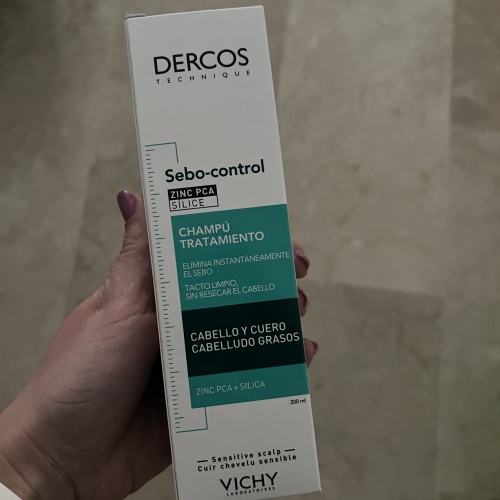 DERCOS
TECHNIQUE
Sebo-control
ZINC PCA
SILICE
CHAMPÚ
TRATAMIENTO
ELIMINA INSTANTÁNEAMENTE
EL SEBO
TACTO LIMPIO,
SIN RESECAR EL CABELLO
CABELLO Y CUERO
CABELLUDO GRASOS
ZINC PCA + SILICA
200 ml
Sensitive scalp
Cuir chevelu sensible
VICHY
LABORATOIRES